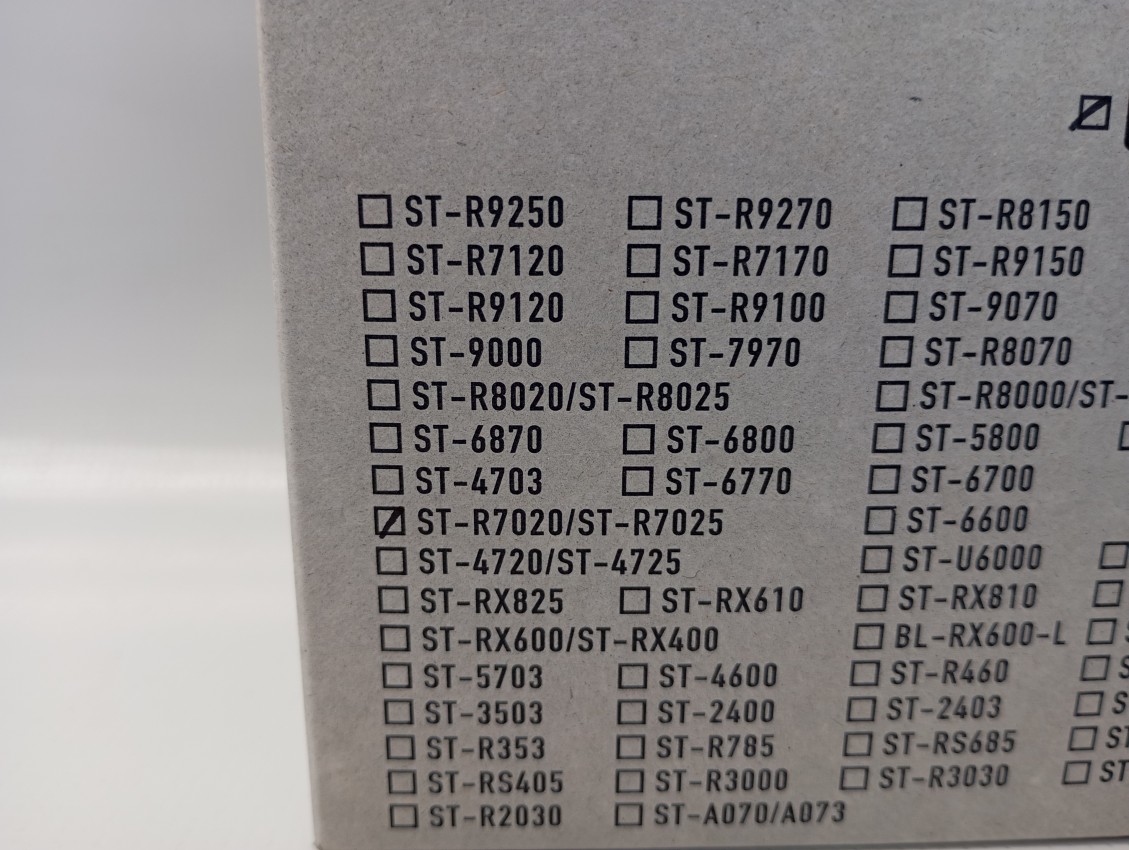 ST-R9250 ST-R9270 ST-R8150
ST-R7120 ST-R7170 ST-R9150
ST-R9120 ST-R9100 ST-9070
ST-9000 ST-7970 ST-R8070
ST-R8020/ST-R8025 ST-R8000/ST-
ST-6870 ST-6800 ST-5800
ST-4703 ST-6770 ST-6700
ST-R7020/ST-R7025 ST-6600
ST-4720/ST-4725 ST-U6000
ST-RX825 ST-RX610 ST-RX810
ST-RX600/ST-RX400 BL-RX600-L
ST-5703 ST-4600 ST-R460
ST-3503 ST-2400 ST-2403
ST-R353 ST-R785 ST-RS685
ST-RS405 ST-R3000 ST-R3030
ST-R2030 ST-A070/A073